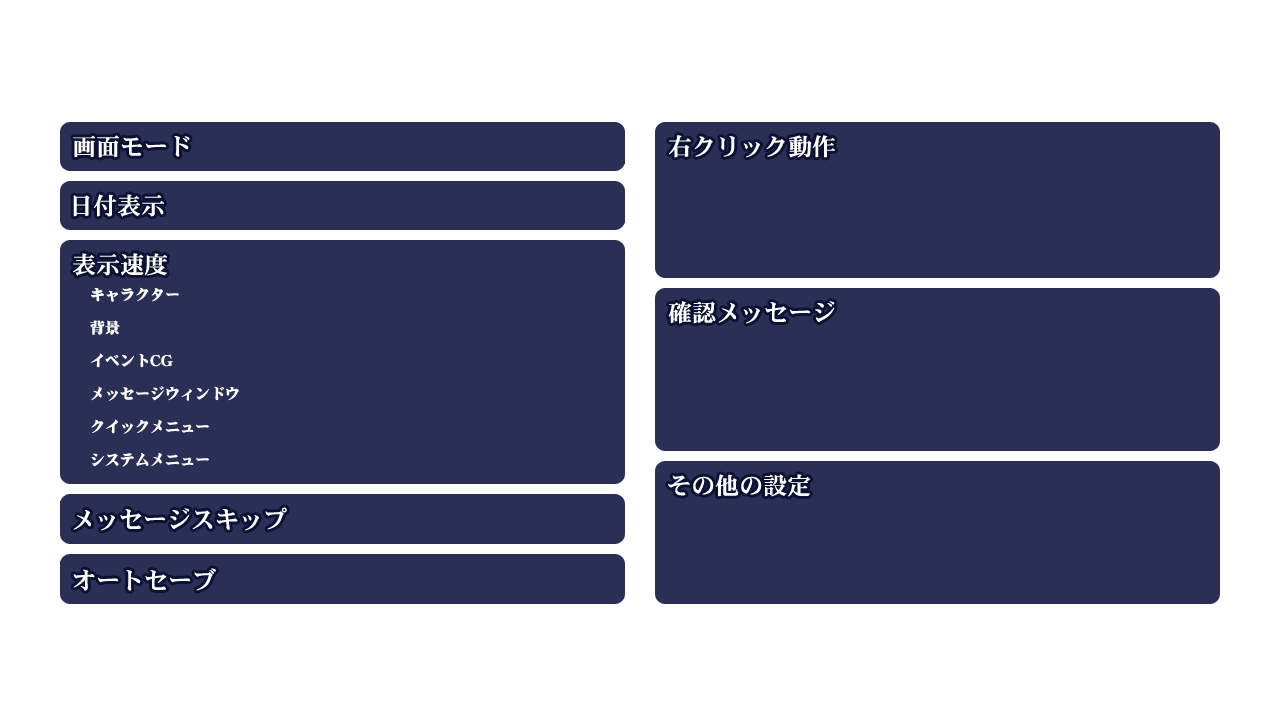 画面モード
日付表示
表示速度
キャラクター
背景
イベントCG
メッセージウィンドウ
クイックメニュー
システムメニュー
メッセージスキップ
オートセーブ
右クリック動作
確認メッセージ
その他の設定